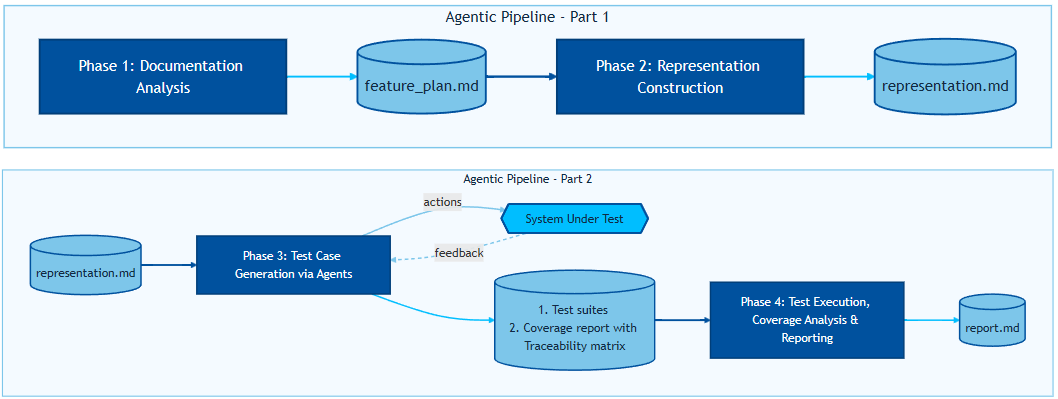 Agentic Pipeline - Part 1
Phase 1: Documentation
Analysis
feature_plan.md
Phase 2: Representation
Construction
representation.md
Agentic Pipeline - Part 2
representation.md
Phase 3: Test Case
Generation via Agents
actions
System Under Test
feedback
1. Test suites
2. Coverage report with
Traceability matrix
Phase 4: Test Execution,
Coverage Analysis &
Reporting
report.md